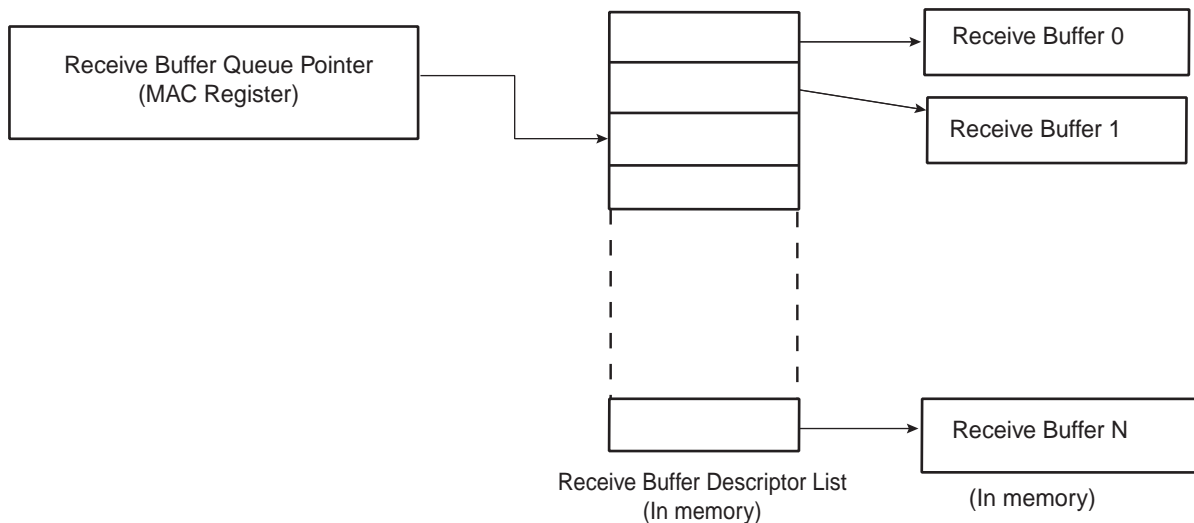 Receive Buffer Queue Pointer
(MAC Register)
Receive Buffer 0
Receive Buffer 1
Receive Buffer N
Receive Buffer Descriptor List
(In memory)
(In memory)